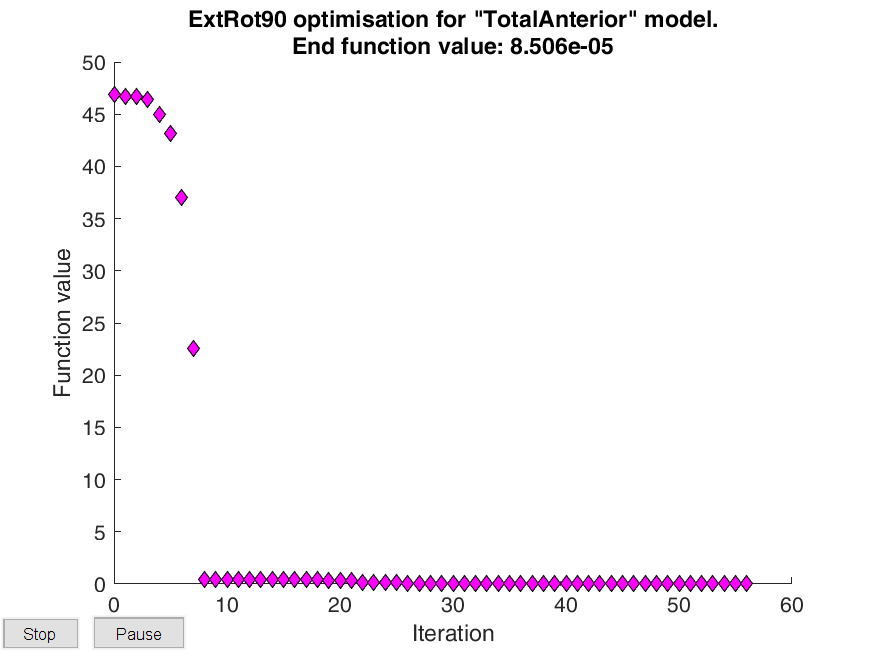 ExtRot90 optimisation for "TotalAnterior" model.
End function value: 8.506e-05
50
45
40
35
30
25
20
15
10
5
0
Function value
0 10 20 30 40 50 60
Iteration
Stop Pause